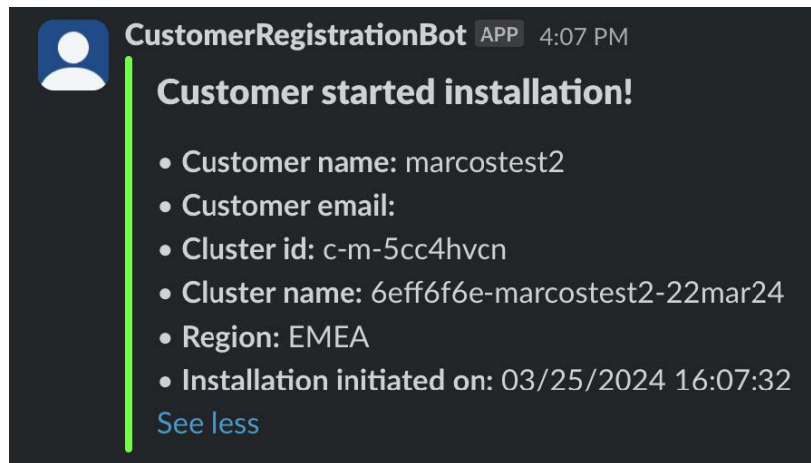 CustomerRegistrationBot APP 4:07 PM
Customer started installation!
• Customer name: marcostest2
• Customer email:
• Cluster id: c-m-5cc4hvcn
• Cluster name: 6eff6f6e-marcostest2-22mar24
• Region: EMEA
• Installation initiated on: 03/25/2024 16:07:32
See less